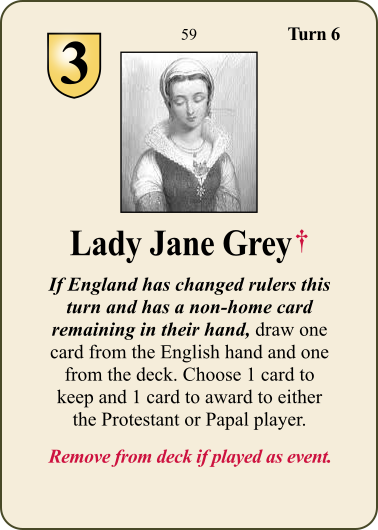 3
59
Turn 6
Lady Jane Grey†
If England has changed rulers this
turn and has a non-home card
remaining in their hand, draw one
card from the English hand and one
from the deck. Choose 1 card to
keep and 1 card to award to either
the Protestant or Papal player.
Remove from deck if played as event.